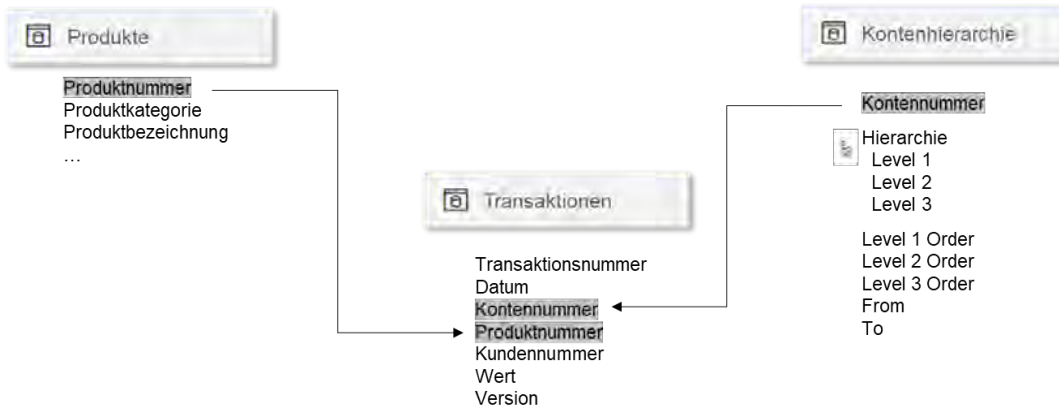 Produkte
Produktnummer
Produktkategorie
Produktbezeichnung
…
Kontenhierarchie
Kontennummer
Hierarchie
Level 1
Level 2
Level 3
Level 1 Order
Level 2 Order
Level 3 Order
From
To
Transaktionen
Transaktionsnummer
Datum
Kontennummer
Produktnummer
Kundennummer
Wert
Version